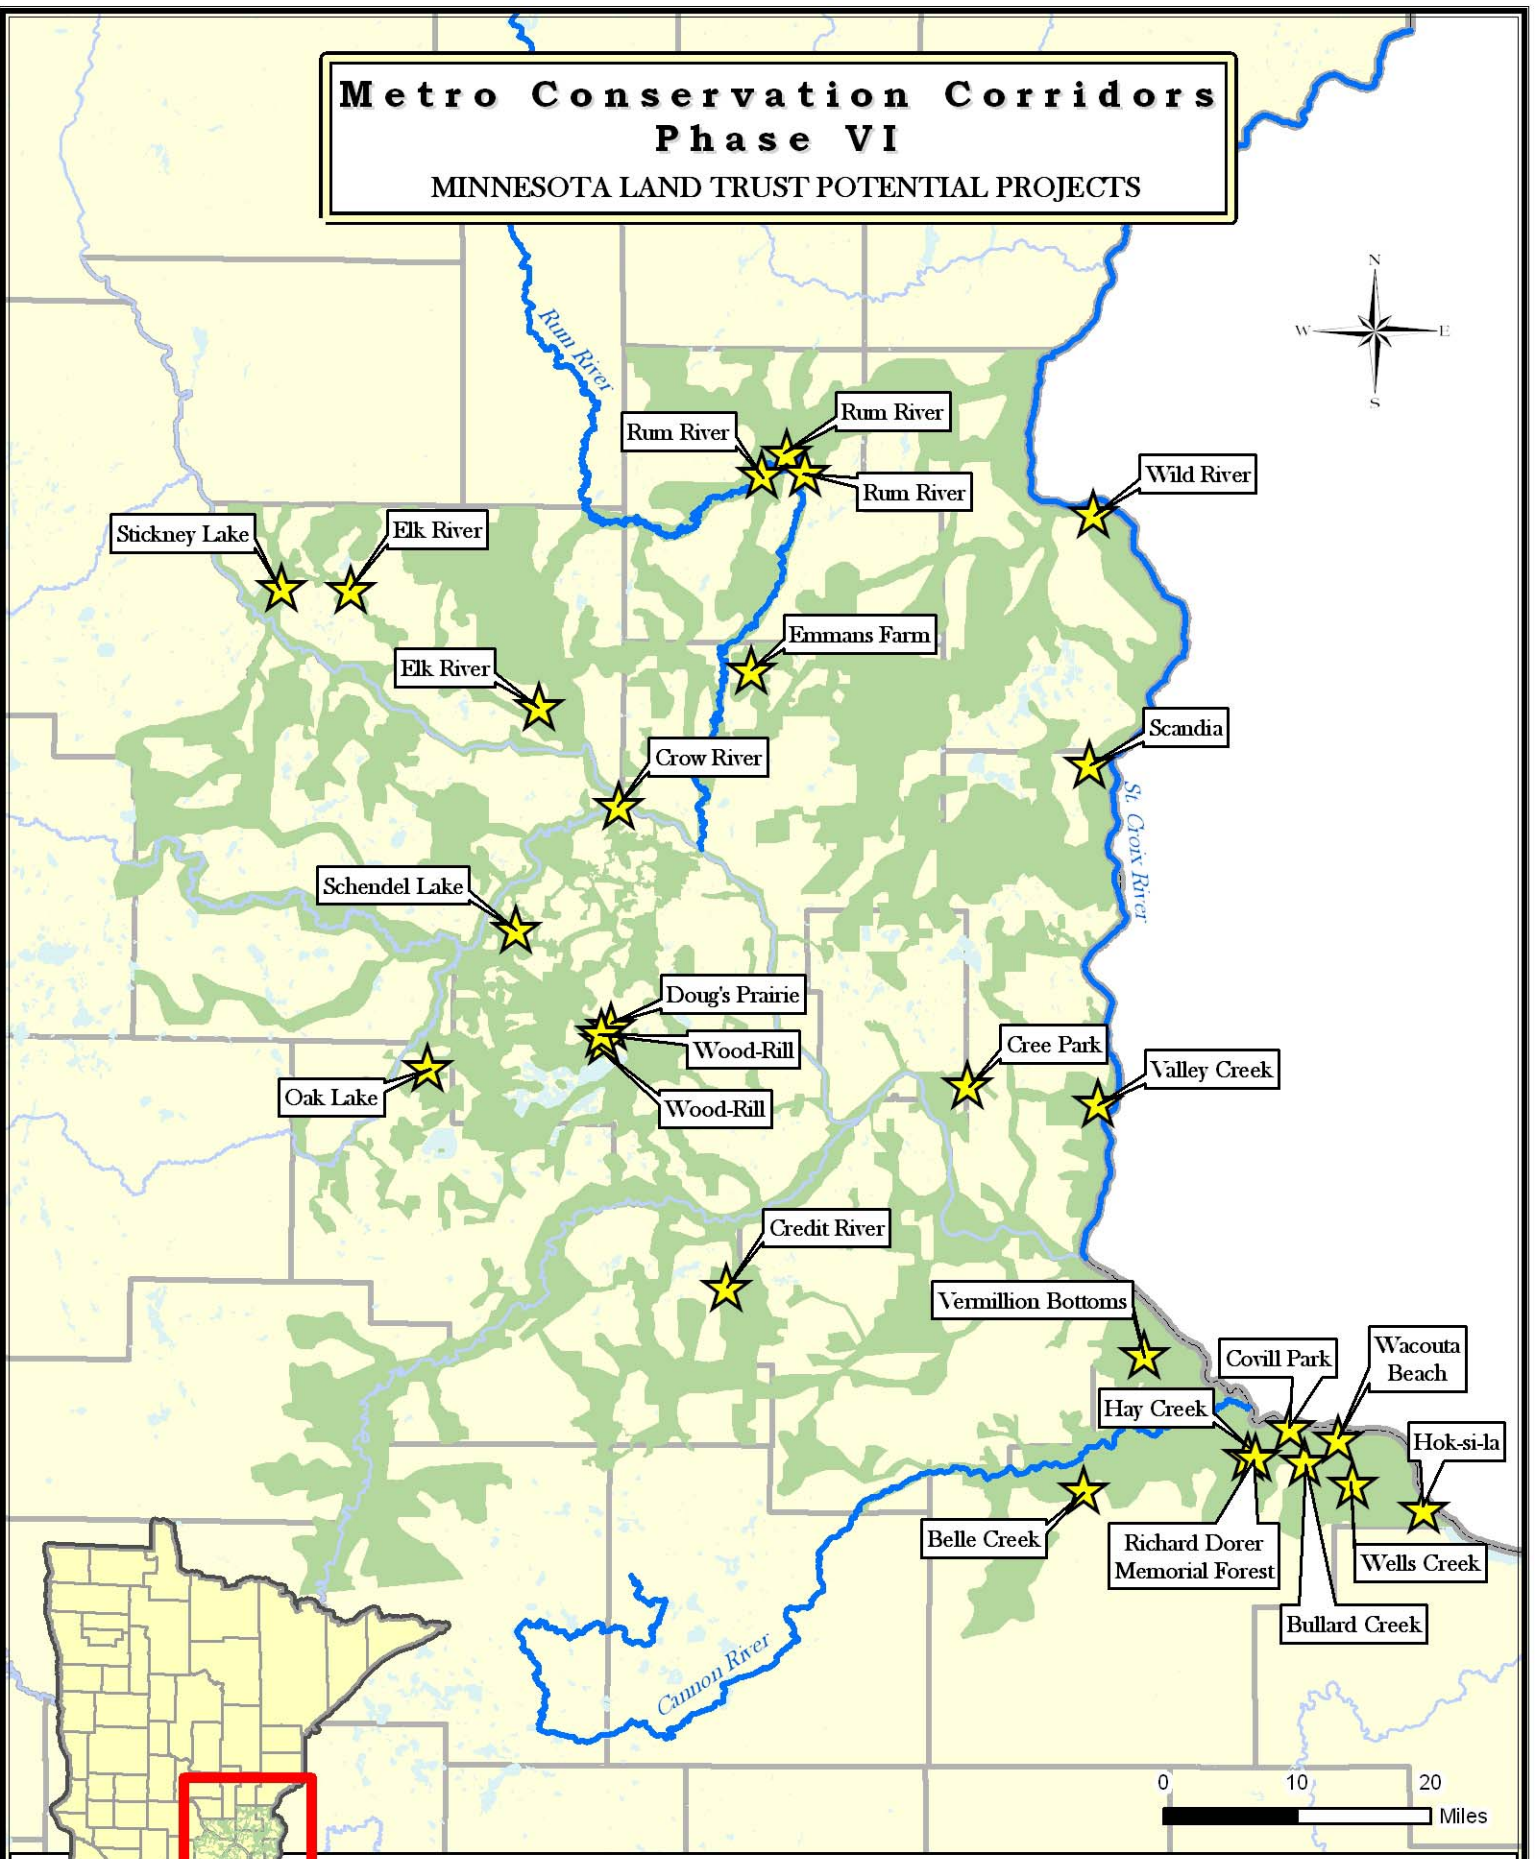 Metro Conservation Corridors
Phase VI
MINNESOTA LAND TRUST POTENTIAL PROJECTS
N
W
E
S
Rum River
Rum River
Rum River
Rum River
Wild River
Stickney Lake
Elk River
Emmans Farm
Elk River
Scandia
Crow River
St. Croix River
Schendel Lake
Doug's Prairie
Wood-Rill
Cree Park
Valley Creek
Oak Lake
Wood-Rill
Credit River
Vermillion Bottoms
Covill Park
Wacouta
Beach
Hay Creek
Hok-si-la
Belle Creek
Richard Dorer
Memorial Forest
Wells Creek
Bullard Creek
Cannon River
0 10 20
Miles